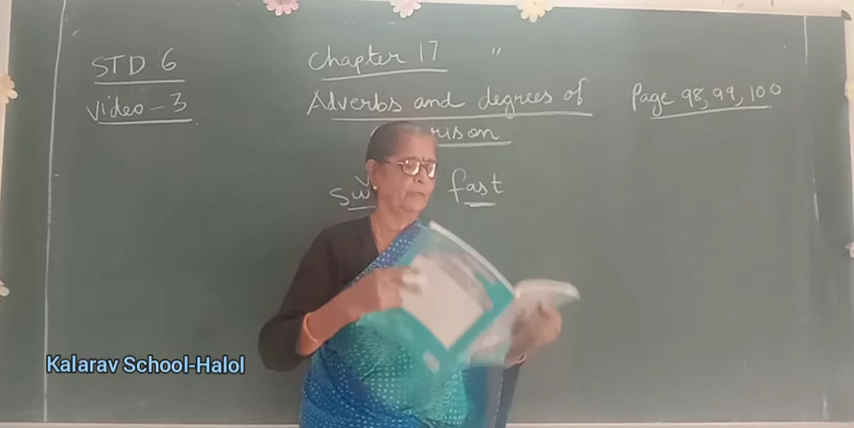 STD 6
Chapter 17 "
Video - 3
Adverbs and degrees of
Page 98, 99, 100
fast
Kalarav School-Halol